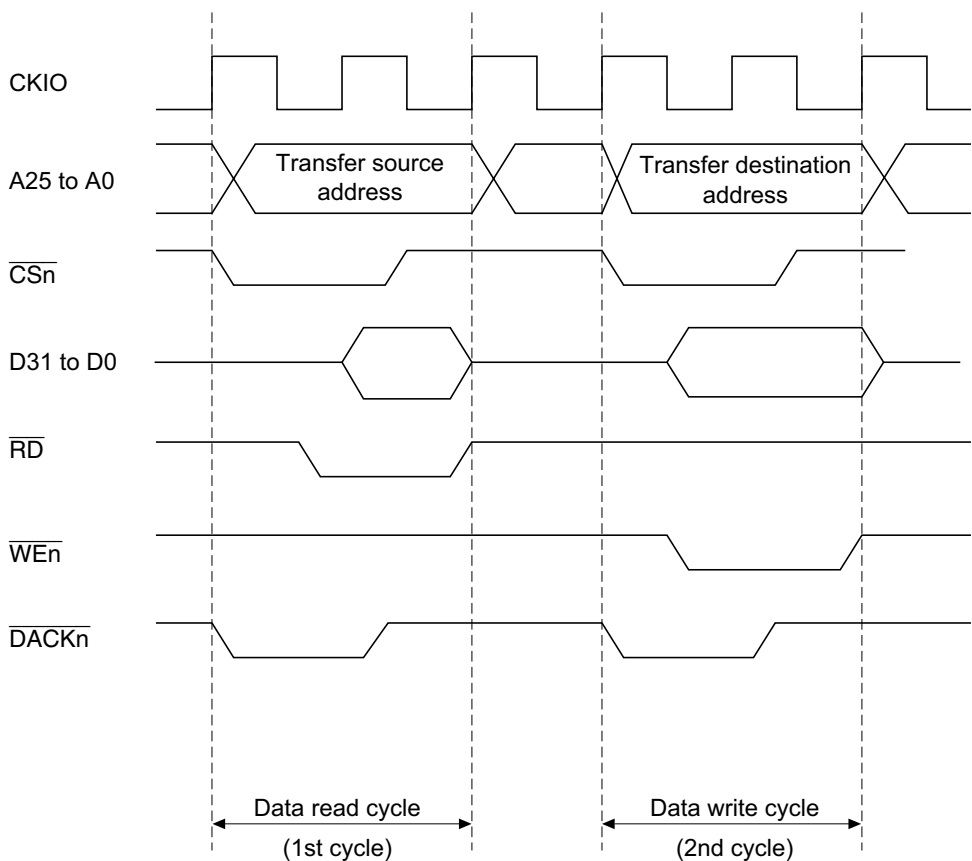 CKIO
A25 to A0
Transfer source
address
Transfer destination
address
CSn
D31 to D0
RD
WEn
DACKn
Data read cycle
(1st cycle)
Data write cycle
(2nd cycle)